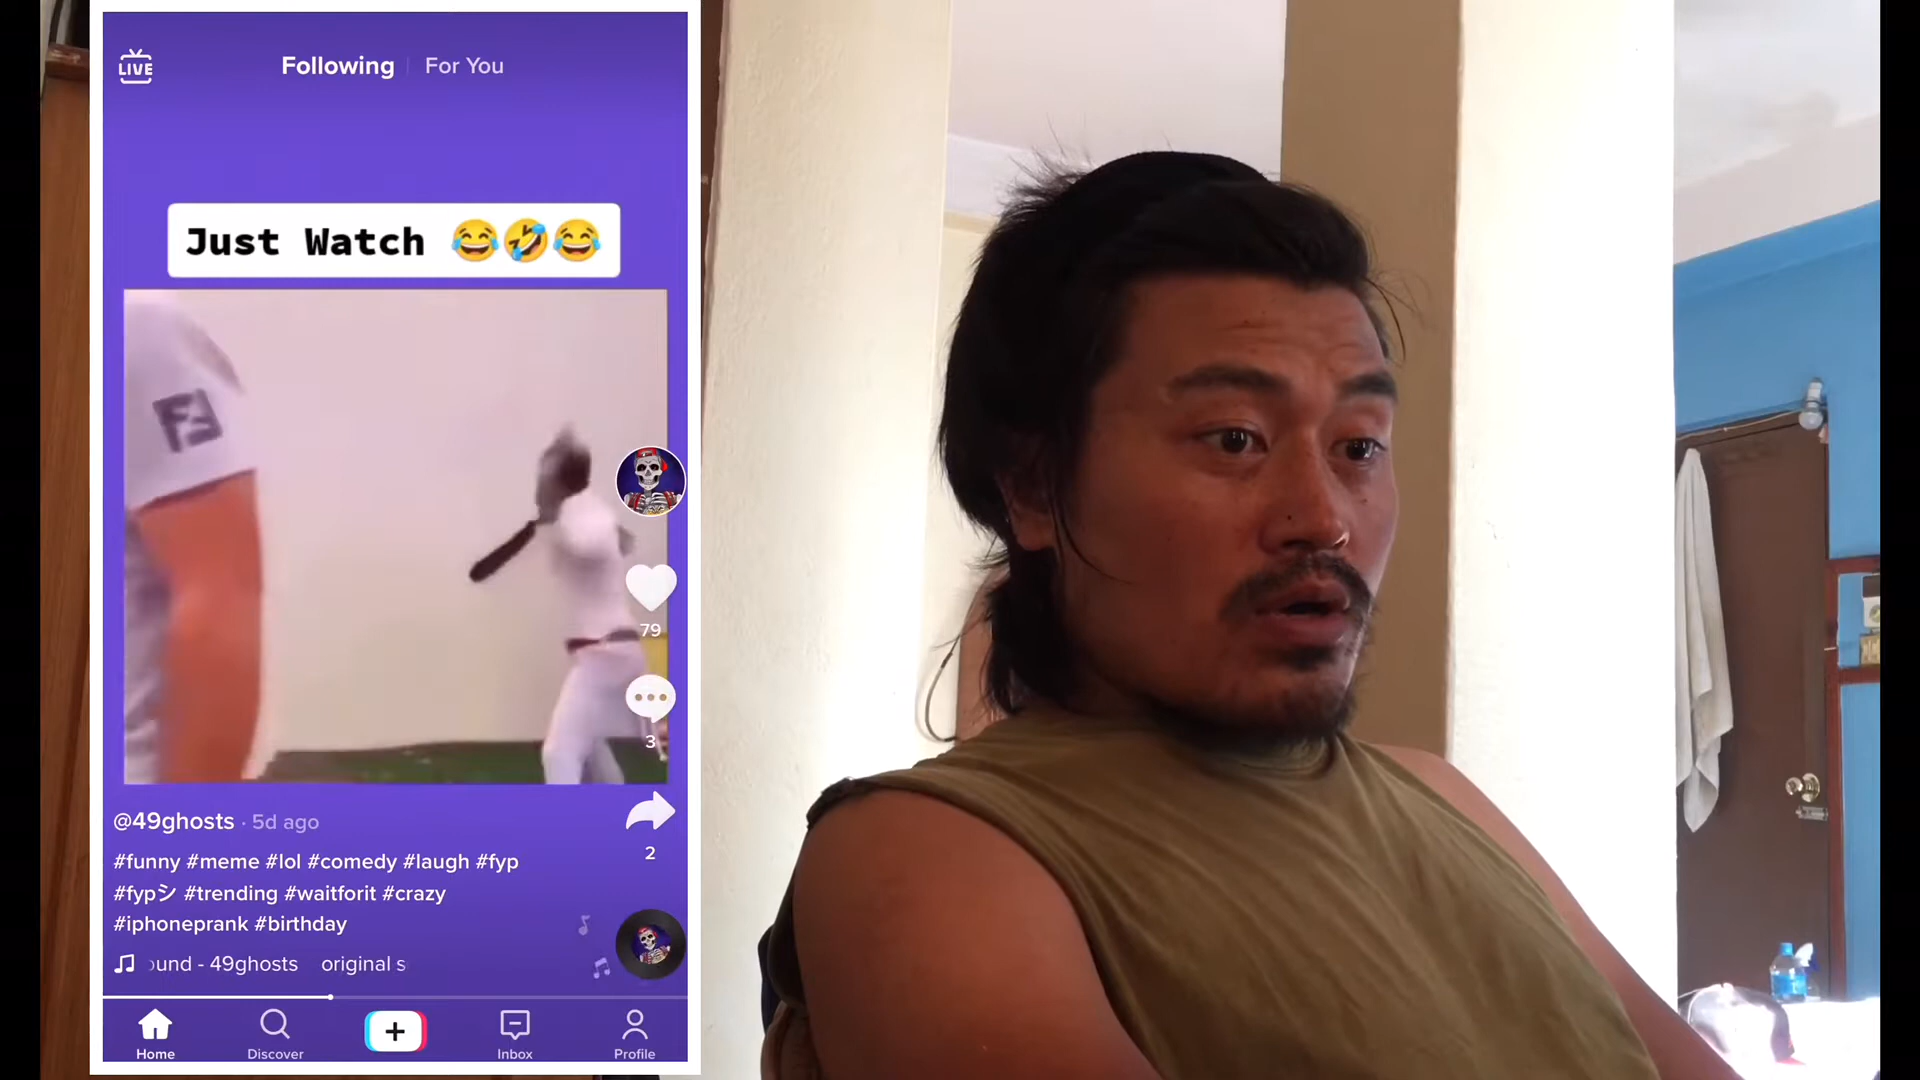 LIVE
Following | For You
Just Watch 😂🤣😂
79
3
@49ghosts · 5d ago
2
#funny #meme #lol #comedy #laugh #fyp
#fypシ #trending #waitforit #crazy
#iphoneprank #birthday
ound - 49ghosts original s
Home Discover Inbox Profile